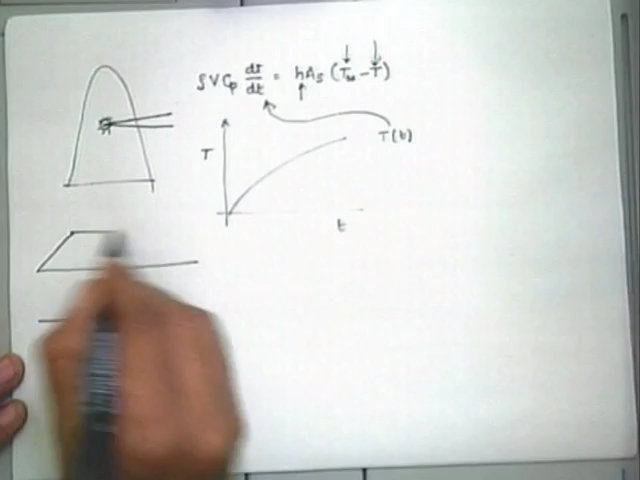 ρVCp dT/dt = hAs (T∞ - T)
T(t)
T
t